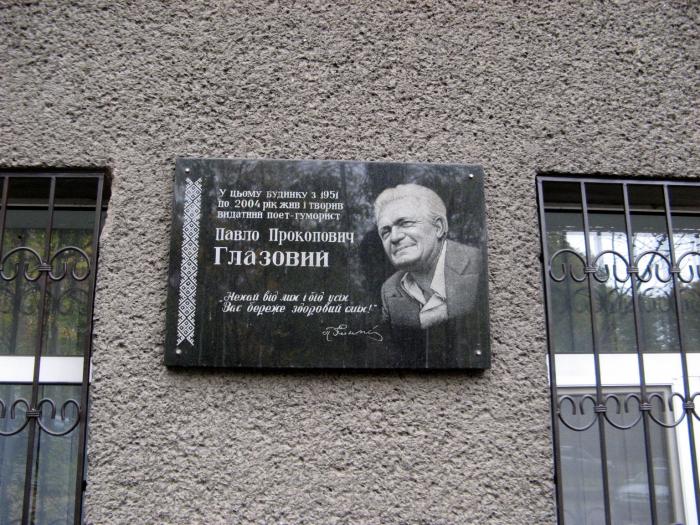 У цьому будинку з 1951
по 2004 рік жив і творив
видатний поет-гуморист
Павло Прокопович
Глазовий
„Нехай від лих і бід усіх
Вас береже здоровий сміх!”